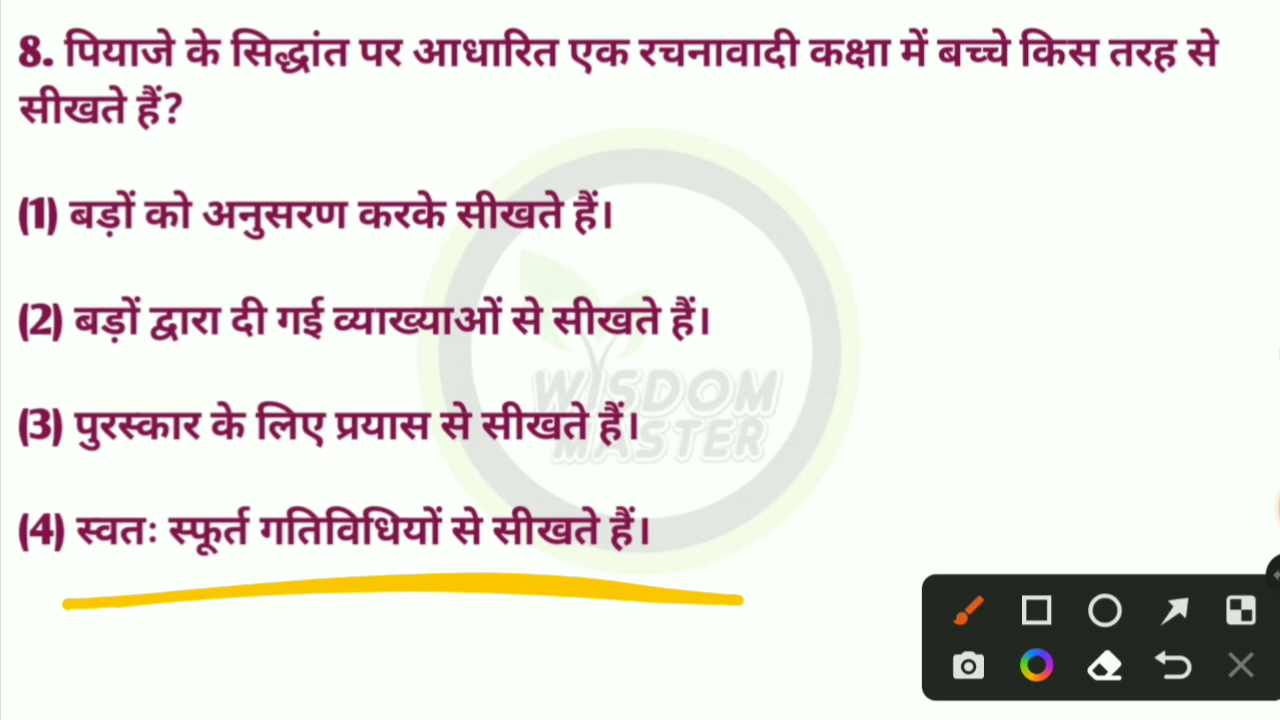 8. पियाजे के सिद्धांत पर आधारित एक रचनावादी कक्षा में बच्चे किस तरह से
सीखते हैं?
(1) बड़ों को अनुसरण करके सीखते हैं।
(2) बड़ों द्वारा दी गई व्याख्याओं से सीखते हैं।
(3) पुरस्कार के लिए प्रयास से सीखते हैं।
(4) स्वतः स्फूर्त गतिविधियों से सीखते हैं।
WISDOM
MASTER